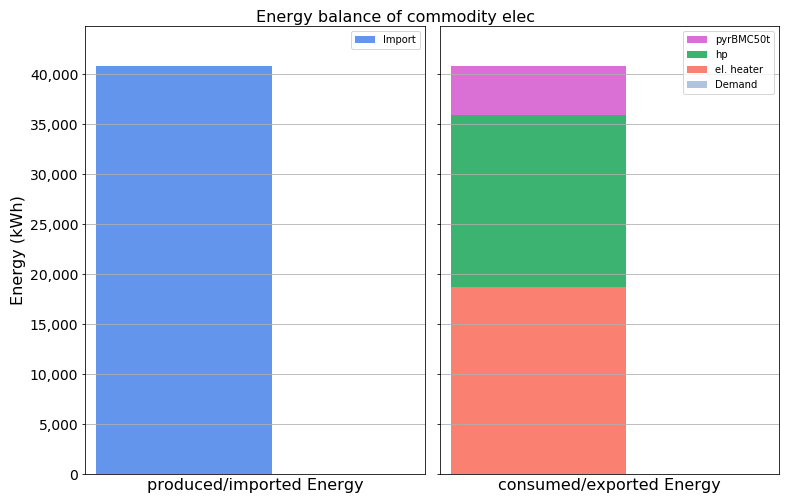 Energy balance of commodity elec
Energy (kWh)
40,000
35,000
30,000
25,000
20,000
15,000
10,000
5,000
0
Import
produced/imported Energy
pyrBMC50t
hp
el. heater
Demand
consumed/exported Energy